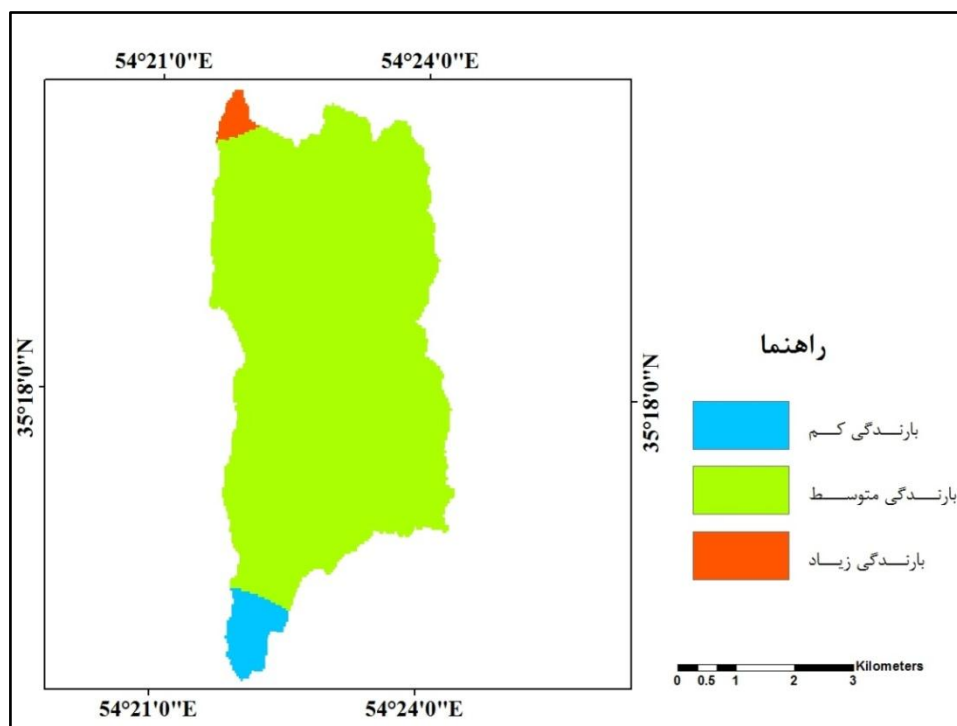 54°21'0"E 54°24'0"E
35°18'0"N
35°18'0"N
راهنما
بارندگی کم
بارندگی متوسط
بارندگی زیاد
Kilometers
0 0.5 1 2 3
54°21'0"E 54°24'0"E